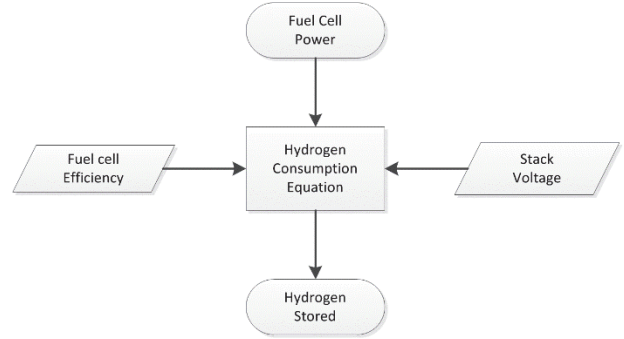 Fuel Cell
Power
Fuel cell
Efficiency
Hydrogen
Consumption
Equation
Stack
Voltage
Hydrogen
Stored